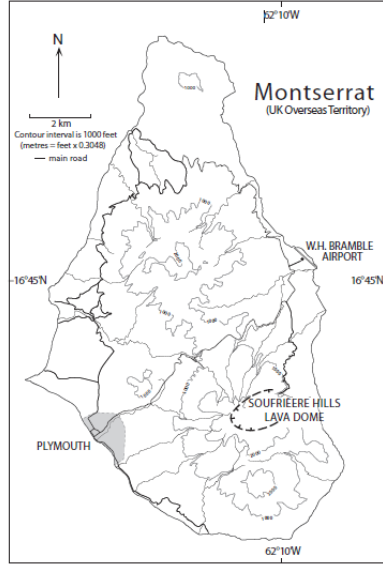 62°10'W
N
Montserrat
(UK Overseas Territory)
2 km
Contour interval is 1000 feet
(metres = feet x 0.3048)
main road
W.H. BRAMBLE
AIRPORT
16°45'N
16°45'N
SOUFRIEERE HILLS
LAVA DOME
PLYMOUTH
62°10'W